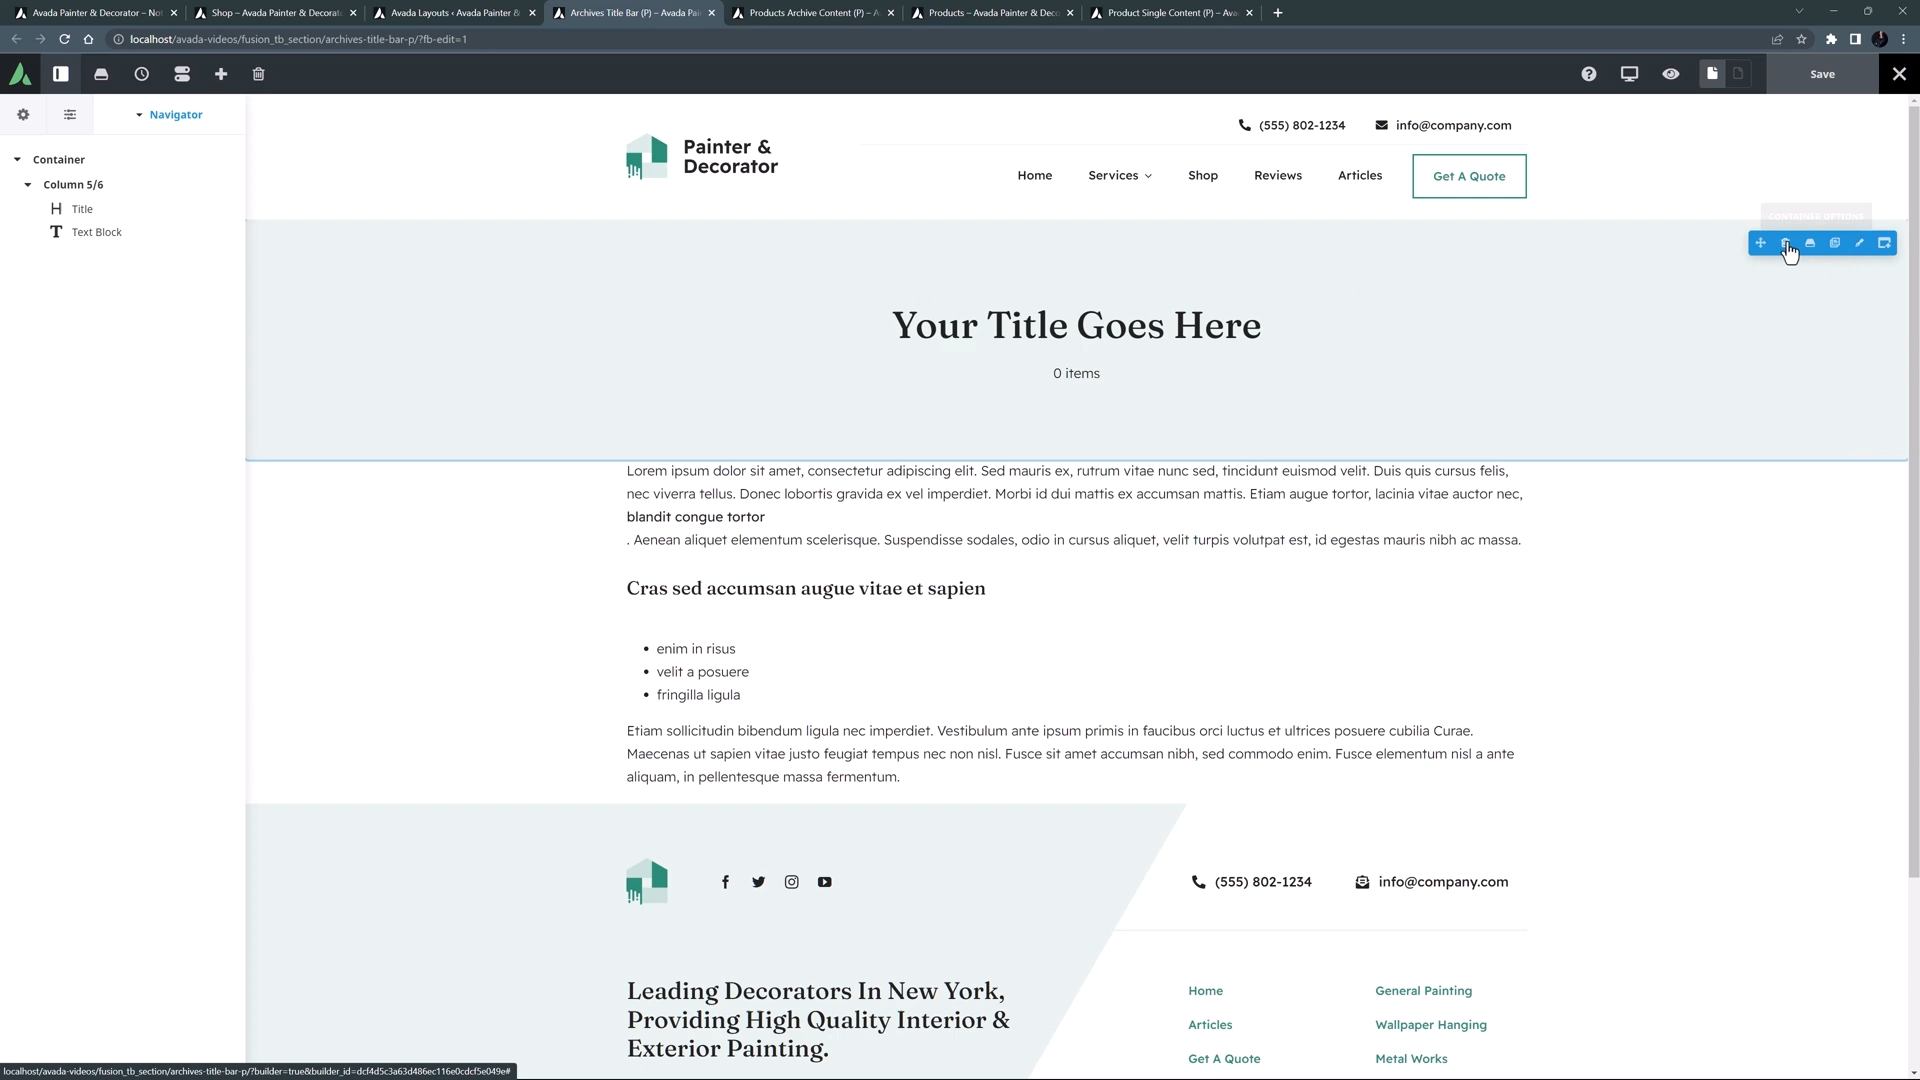 Avada Painter & Decorator – Not
Shop – Avada Painter & Decorato
Avada Layouts ‹ Avada Painter &
Archives Title Bar (P) – Avada Pai
Products Archive Content (P) – A
Products – Avada Painter & Deco
Product Single Content (P) – Ava
localhost/avada-videos/fusion_tb_section/archives-title-bar-p/?fb-edit=1
Save
Navigator
Container
Column 5/6
Title
Text Block
(555) 802-1234
info@company.com
Painter &
Decorator
Home
Services
Shop
Reviews
Articles
Get A Quote
CONTAINER OPTIONS
Your Title Goes Here
0 items
Lorem ipsum dolor sit amet, consectetur adipiscing elit. Sed mauris ex, rutrum vitae nunc sed, tincidunt euismod velit. Duis quis cursus felis,
nec viverra tellus. Donec lobortis gravida ex vel imperdiet. Morbi id dui mattis ex accumsan mattis. Etiam augue tortor, lacinia vitae auctor nec,
blandit congue tortor
. Aenean aliquet elementum scelerisque. Suspendisse sodales, odio in cursus aliquet, velit turpis volutpat est, id egestas mauris nibh ac massa.
Cras sed accumsan augue vitae et sapien
• enim in risus
• velit a posuere
• fringilla ligula
Etiam sollicitudin bibendum ligula nec imperdiet. Vestibulum ante ipsum primis in faucibus orci luctus et ultrices posuere cubilia Curae.
Maecenas ut sapien vitae justo feugiat tempus nec non nisl. Fusce sit amet accumsan nibh, sed commodo enim. Fusce elementum nisl a ante
aliquam, in pellentesque massa fermentum.
(555) 802-1234
info@company.com
Leading Decorators In New York,
Providing High Quality Interior &
Exterior Painting.
Home
General Painting
Articles
Wallpaper Hanging
Get A Quote
Metal Works
localhost/avada-videos/fusion_tb_section/archives-title-bar-p/?builder=true&builder_id=dcf4d5c3a63d486ec116e0cdcf5e049e#